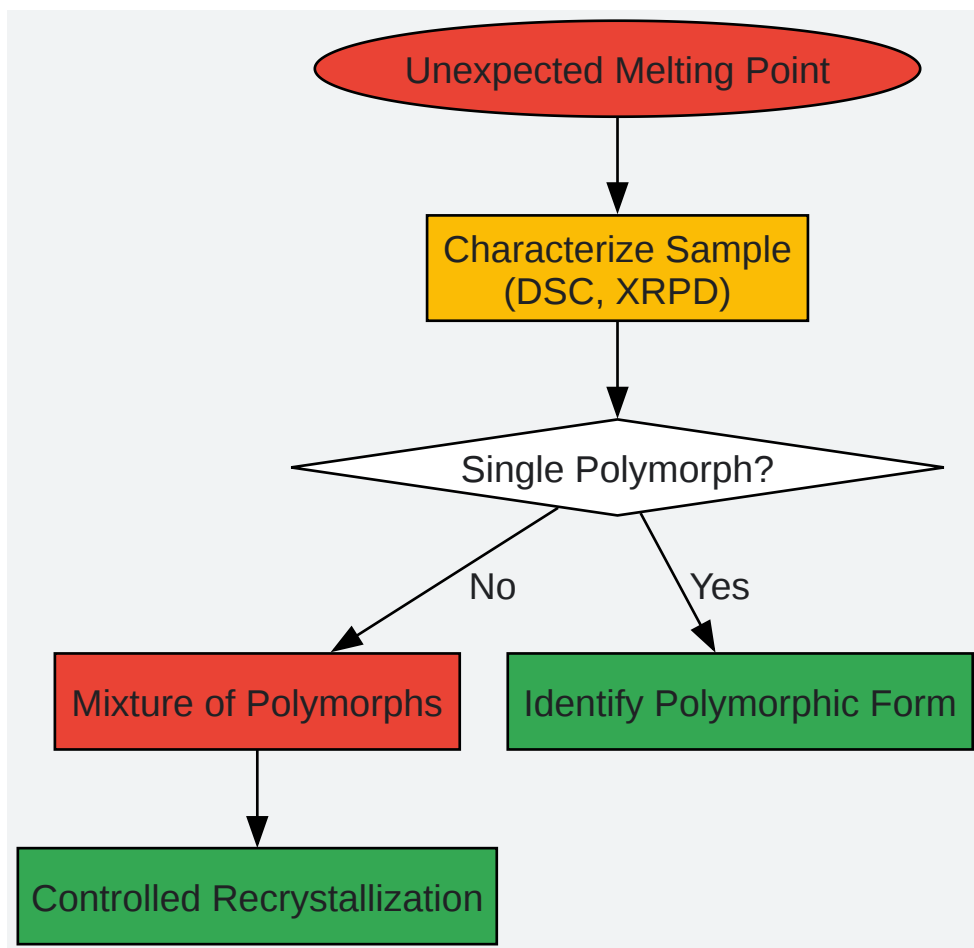 Unexpected Melting Point
Characterize Sample
(DSC, XRPD)
Single Polymorph?
No
Yes
Mixture of Polymorphs
Identify Polymorphic Form
Controlled Recrystallization